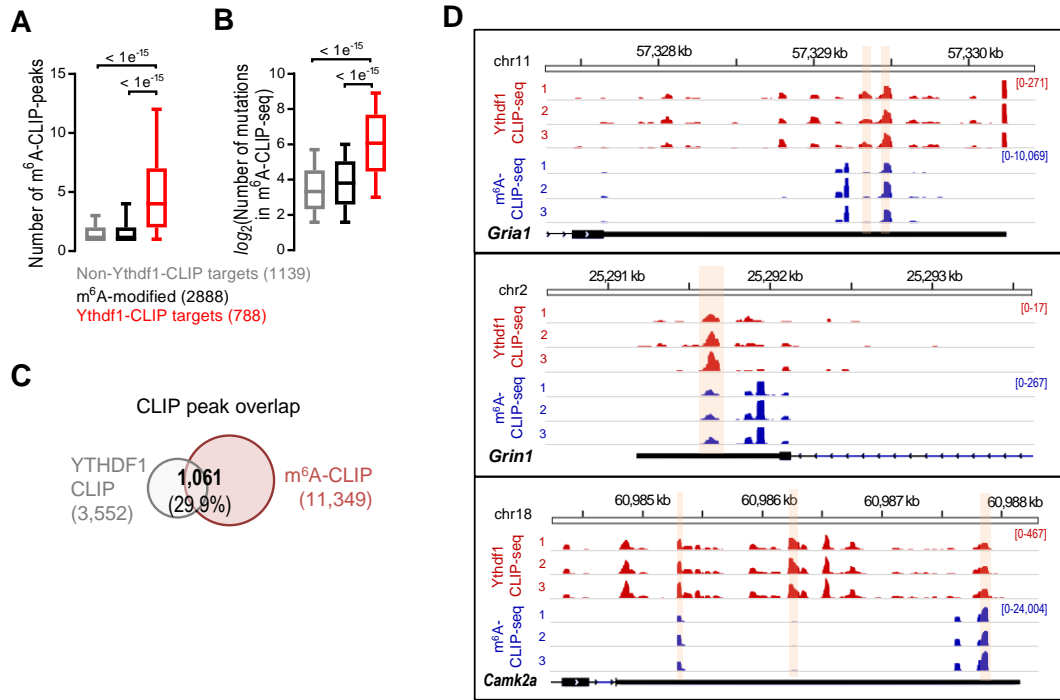 A
< 1e⁻¹⁵
< 1e⁻¹⁵
Number of m⁶A-CLIP-peaks
15
10
5
0
B
< 1e⁻¹⁵
< 1e⁻¹⁵
log₂(Number of mutations
in m⁶A-CLIP-seq)
10
8
6
4
2
0
Non-Ythdf1-CLIP targets (1139)
m⁶A-modified (2888)
Ythdf1-CLIP targets (788)
C
CLIP peak overlap
YTHDF1
CLIP
(3,552)
1,061
(29.9%)
m⁶A-CLIP
(11,349)
D
57,328 kb 57,329 kb 57,330 kb
chr11
[0-271]
Ythdf1
CLIP-seq
1
2
3
[0-10,069]
m⁶A-
CLIP-seq
1
2
3
Gria1
25,291 kb 25,292 kb 25,293 kb
chr2
[0-17]
Ythdf1
CLIP-seq
1
2
3
[0-267]
m⁶A-
CLIP-seq
1
2
3
Grin1
60,985 kb 60,986 kb 60,987 kb 60,988 kb
chr18
[0-467]
Ythdf1
CLIP-seq
1
2
3
[0-24,004]
m⁶A-
CLIP-seq
1
2
3
Camk2a